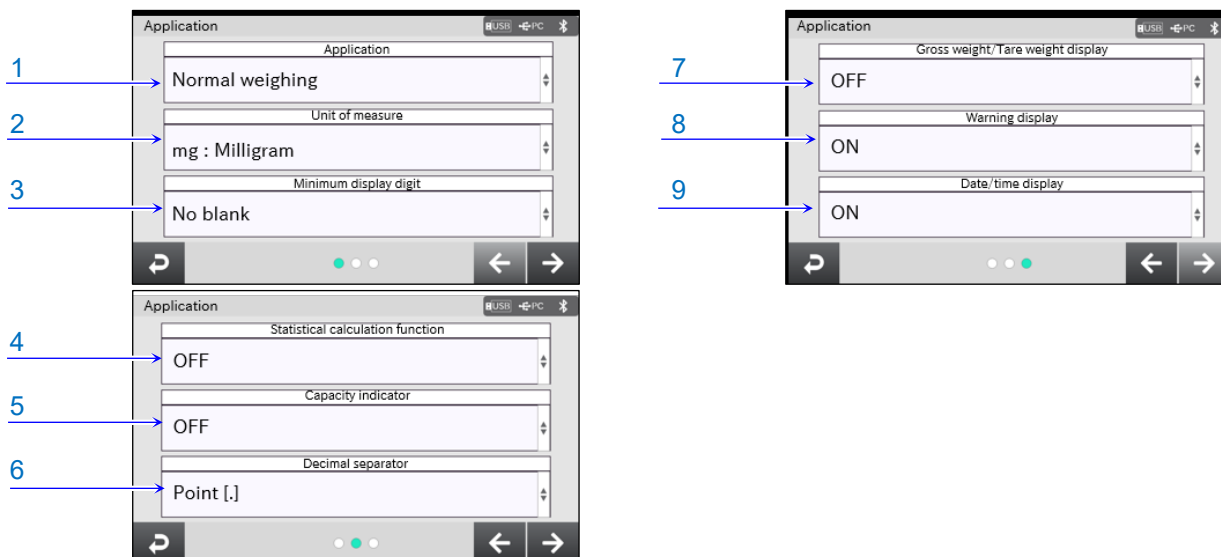 Application
USB PC
Application
1
Normal weighing
Unit of measure
2
mg : Milligram
Minimum display digit
3
No blank
Application
USB PC
Statistical calculation function
4
OFF
Capacity indicator
5
OFF
Decimal separator
6
Point [.]
Application
USB PC
Gross weight/Tare weight display
7
OFF
Warning display
8
ON
Date/time display
9
ON